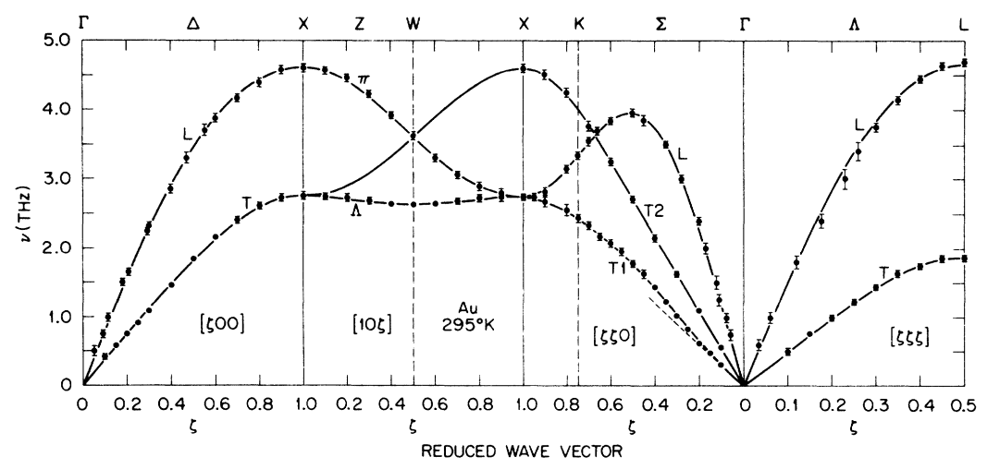 Γ Δ X Z W X K Σ Γ Λ L
5.0
π
4.0
L L L
ν(THz)
3.0
T Λ T2
2.0
T1 T
Au
[ζ00] [10ζ] 295°K [ζζ0] [ζζζ]
1.0
0
0 0.2 0.4 0.6 0.8 1.0 0.2 0.4 0.6 0.8 1.0 0.8 0.6 0.4 0.2 0 0.1 0.2 0.3 0.4 0.5
ζ ζ ζ ζ
REDUCED WAVE VECTOR